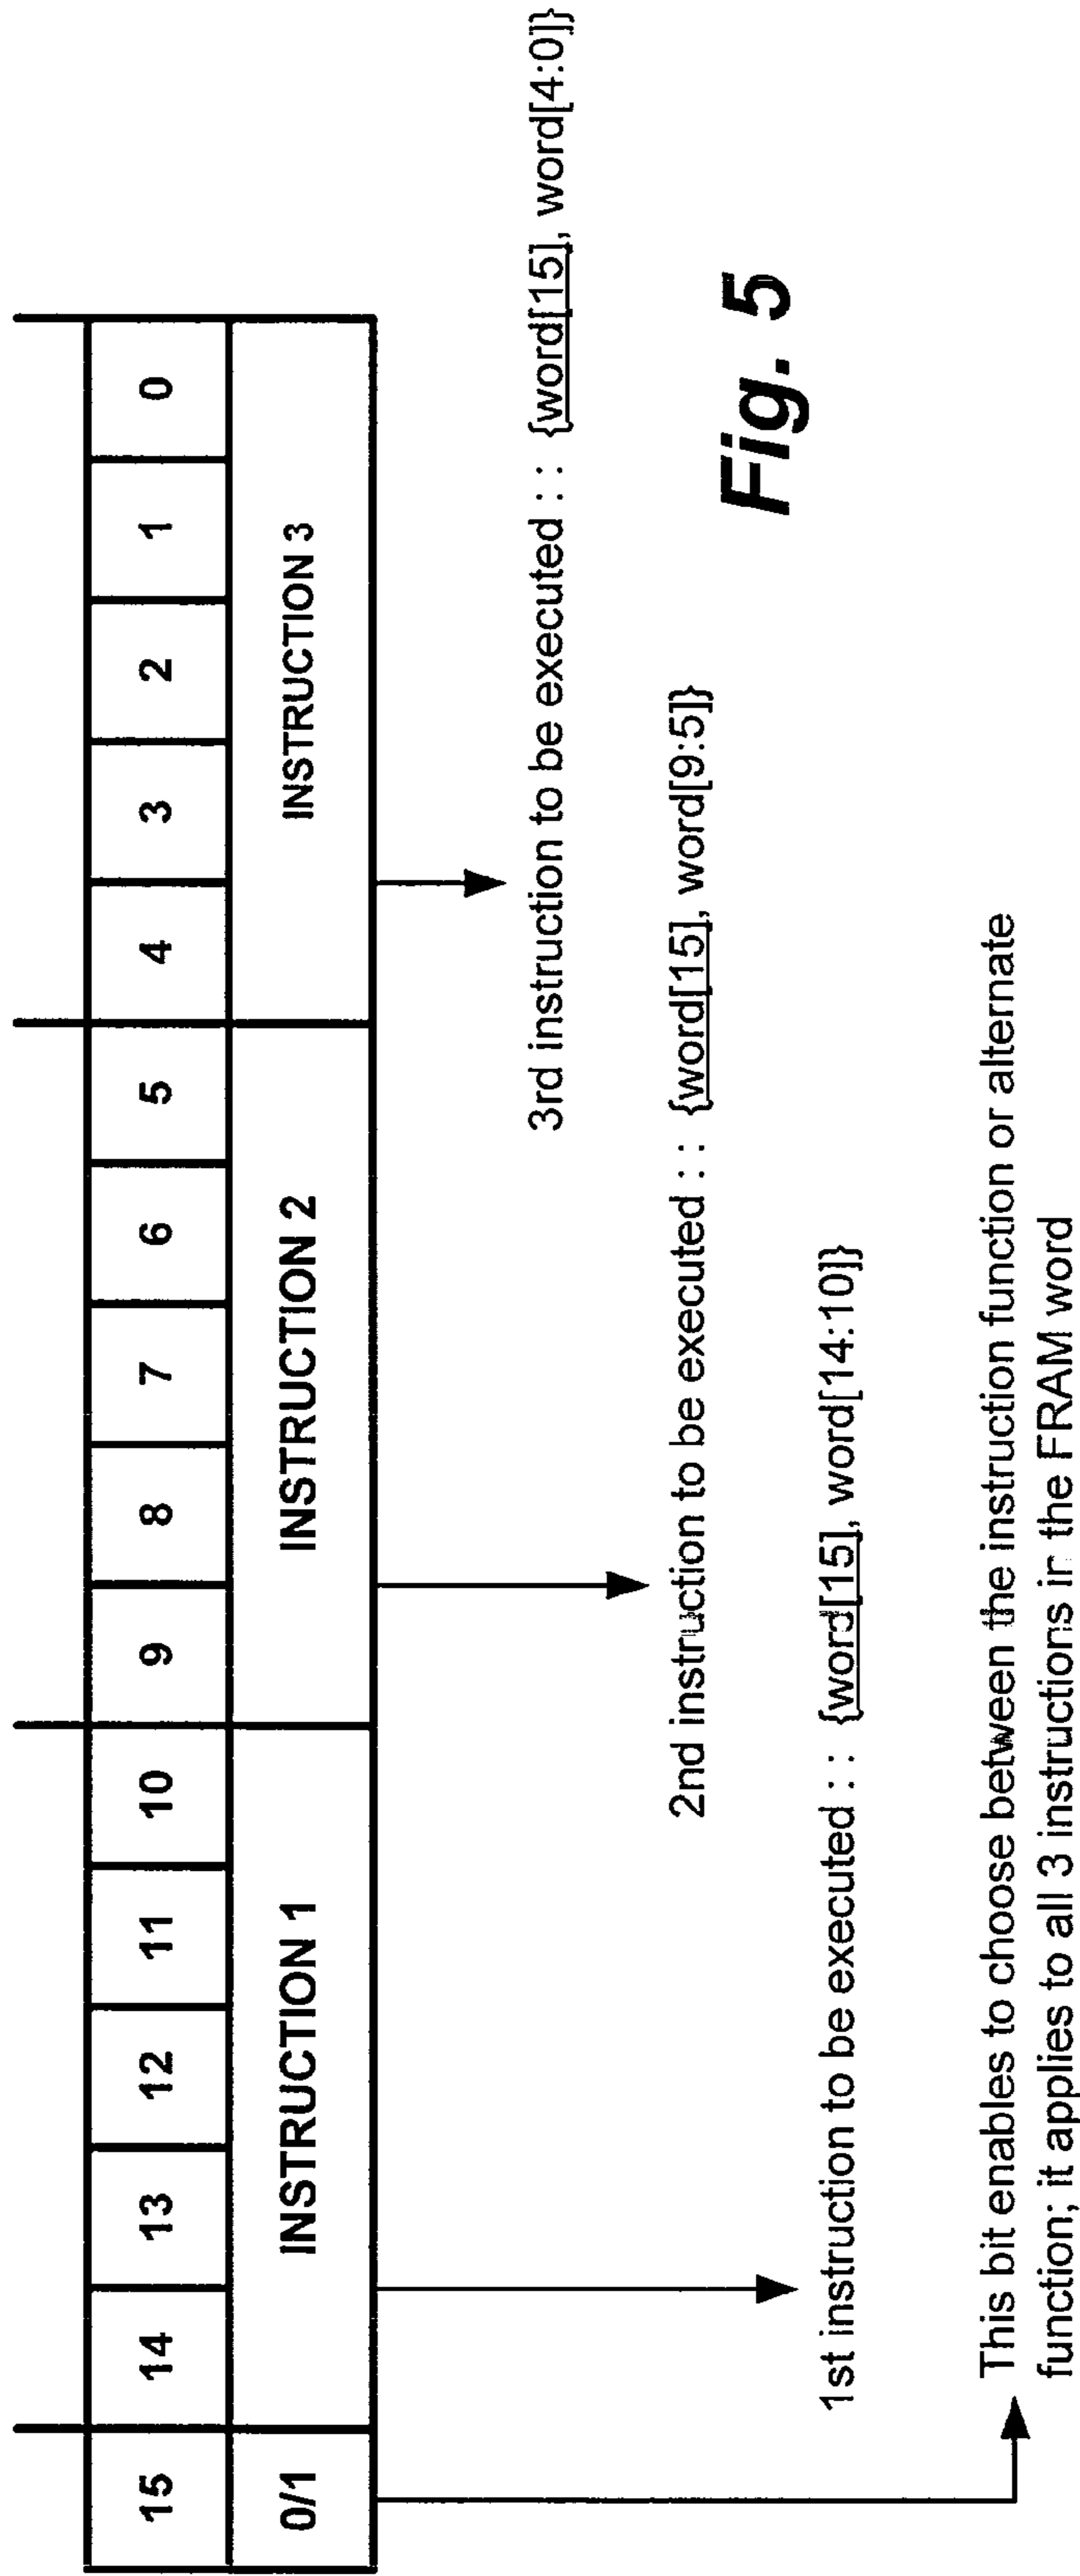 15 14 13 12 11 10 9 8 7 6 5 4 3 2 1 0
0/1 INSTRUCTION 1 INSTRUCTION 2 INSTRUCTION 3
3rd instruction to be executed : : {word[15], word[4:0]}
2nd instruction to be executed : : {word[15], word[9:5]}
1st instruction to be executed : : {word[15], word[14:10]}
This bit enables to choose between the instruction function or alternate
function; it applies to all 3 instructions in the FRAM word
Fig. 5